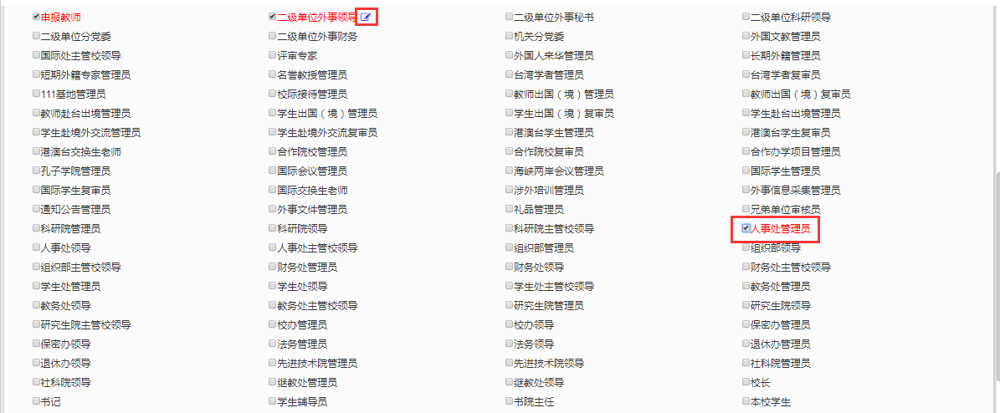 申报教师 二级单位外事领导 二级单位外事秘书 二级单位科研领导
二级单位分党委 二级单位外事财务 机关分党委 外国文教管理员
国际处主管校领导 评审专家 外国人来华管理员 长期外籍管理员
短期外籍专家管理员 名誉教授管理员 台湾学者管理员 台湾学者复审员
111基地管理员 校际接待管理员 教师出国（境）管理员 教师出国（境）复审员
教师赴台出境管理员 学生出国（境）管理员 学生出国（境）复审员 学生赴台出境管理员
学生赴境外交流管理员 学生赴境外交流复审员 港澳台学生管理员 港澳台学生复审员
港澳台交换生老师 合作院校管理员 合作院校复审员 合作办学项目管理员
孔子学院管理员 国际会议管理员 海峡两岸会议管理员 国际学生管理员
国际学生复审员 国际交换生老师 涉外培训管理员 外事信息采集管理员
通知公告管理员 外事文件管理员 礼品管理员 兄弟单位审核员
科研院管理员 科研院领导 科研院主管校领导 人事处管理员
人事处领导 人事处主管校领导 组织部管理员 组织部领导
组织部主管校领导 财务处管理员 财务处领导 财务处主管校领导
学生处管理员 学生处领导 学生处主管校领导 教务处管理员
教务处领导 教务处主管校领导 研究生院管理员 研究生院领导
研究生院主管校领导 校办管理员 校办领导 保密办管理员
保密办领导 法务管理员 法务领导 退休办管理员
退休办领导 先进技术院管理员 先进技术院领导 社科院管理员
社科院领导 继教处管理员 继教处领导 校长
书记 学生辅导员 书院主任 本校学生